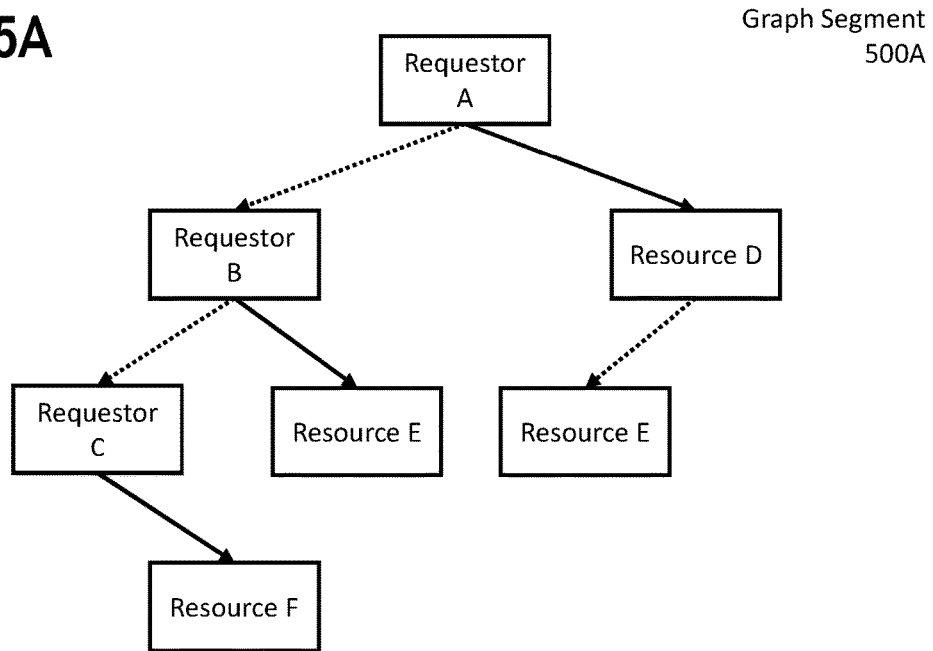 5A
Graph Segment
500A
Requestor
A
Requestor
B
Resource D
Requestor
C
Resource E
Resource E
Resource F